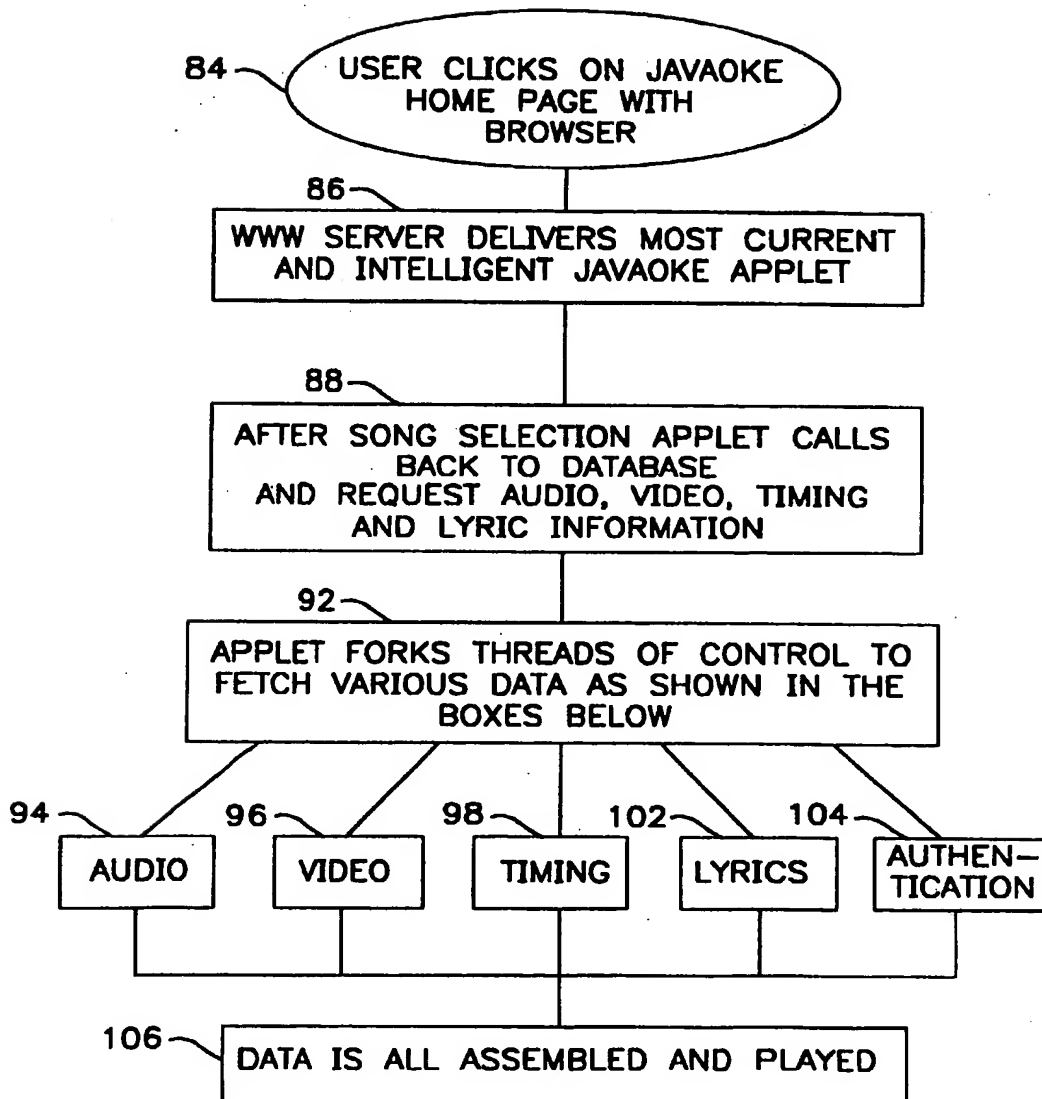 84
USER CLICKS ON JAVAOKE
HOME PAGE WITH
BROWSER
86
WWW SERVER DELIVERS MOST CURRENT
AND INTELLIGENT JAVAOKE APPLET
88
AFTER SONG SELECTION APPLET CALLS
BACK TO DATABASE
AND REQUEST AUDIO, VIDEO, TIMING
AND LYRIC INFORMATION
92
APPLET FORKS THREADS OF CONTROL TO
FETCH VARIOUS DATA AS SHOWN IN THE
BOXES BELOW
94
AUDIO
96
VIDEO
98
TIMING
102
LYRICS
104
AUTHEN-
TICATION
106
DATA IS ALL ASSEMBLED AND PLAYED